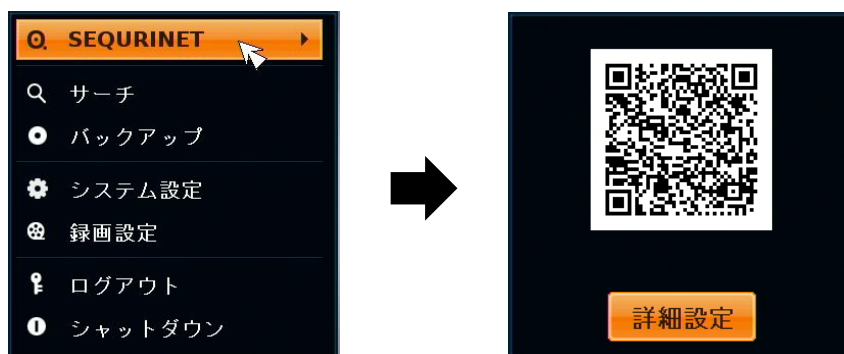 SEQURINET
サーチ
バックアップ
システム設定
録画設定
ログアウト
シャットダウン
詳細設定